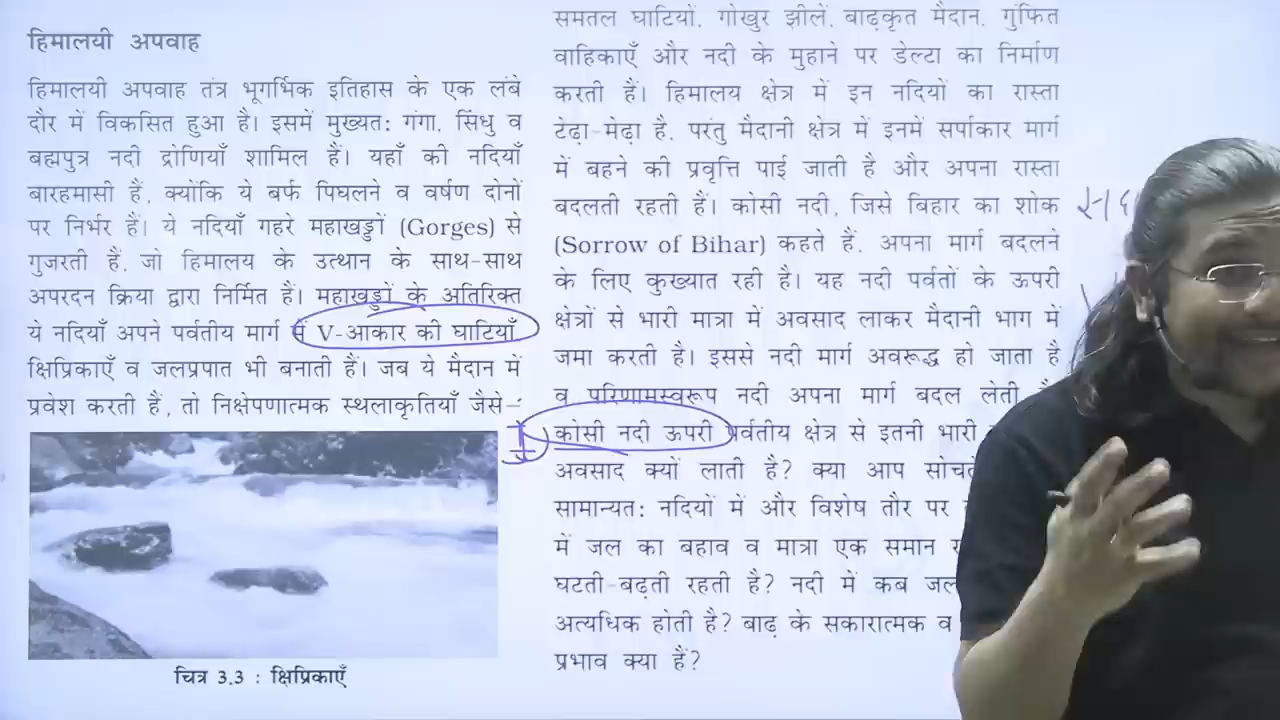 हिमालयी अपवाह
हिमालयी अपवाह तंत्र भूगर्भिक इतिहास के एक लंबे
दौर में विकसित हुआ है। इसमें मुख्यतः गंगा, सिंधु व
ब्रह्मपुत्र नदी द्रोणियाँ शामिल हैं। यहाँ की नदियाँ
बारहमासी हैं, क्योंकि ये बर्फ पिघलने व वर्षण दोनों
पर निर्भर हैं। ये नदियाँ गहरे महाखड्डों (Gorges) से
गुजरती हैं, जो हिमालय के उत्थान के साथ-साथ
अपरदन क्रिया द्वारा निर्मित हैं। महाखड्डों के अतिरिक्त
ये नदियाँ अपने पर्वतीय मार्ग में V-आकार की घाटियाँ
क्षिप्रिकाएँ व जलप्रपात भी बनाती हैं। जब ये मैदान में
प्रवेश करती हैं, तो निक्षेपणात्मक स्थलाकृतियाँ जैसे-
चित्र 3.3 : क्षिप्रिकाएँ
समतल घाटियों, गोखुर झीलें, बाढ़कृत मैदान, गुंफित
वाहिकाएँ और नदी के मुहाने पर डेल्टा का निर्माण
करती हैं। हिमालय क्षेत्र में इन नदियों का रास्ता
टेढ़ा-मेढ़ा है, परंतु मैदानी क्षेत्र में इनमें सर्पाकार मार्ग
में बहने की प्रवृत्ति पाई जाती है और अपना रास्ता
बदलती रहती हैं। कोसी नदी, जिसे बिहार का शोक
(Sorrow of Bihar) कहते हैं, अपना मार्ग बदलने
के लिए कुख्यात रही है। यह नदी पर्वतों के ऊपरी
क्षेत्रों से भारी मात्रा में अवसाद लाकर मैदानी भाग में
जमा करती है। इससे नदी मार्ग अवरूद्ध हो जाता है
व परिणामस्वरूप नदी अपना मार्ग बदल लेती
कोसी नदी ऊपरी पर्वतीय क्षेत्र से इतनी भारी
अवसाद क्यों लाती है? क्या आप
सामान्यतः नदियों में और विशेष तौर पर
में जल का बहाव व मात्रा एक समान
घटती-बढ़ती रहती है? नदी में कब
अत्यधिक होती है? बाढ़ के सकारात्मक व
प्रभाव क्या हैं?